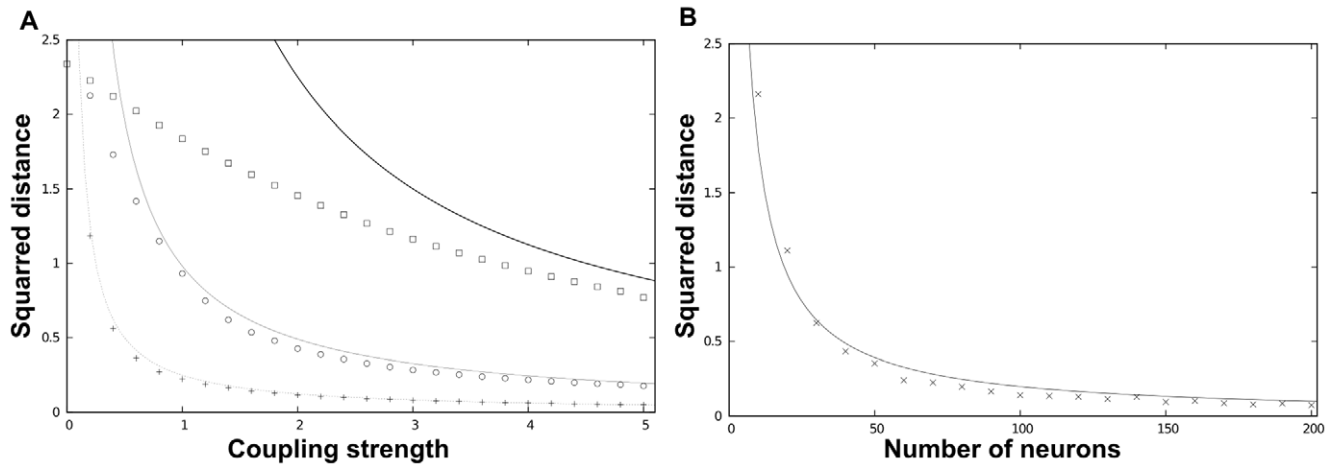 A
2.5
2
1.5
1
0.5
0
0 1 2 3 4 5
Squarred distance
Coupling strength
B
2.5
2
1.5
1
0.5
0
0 50 100 150 200
Squarred distance
Number of neurons